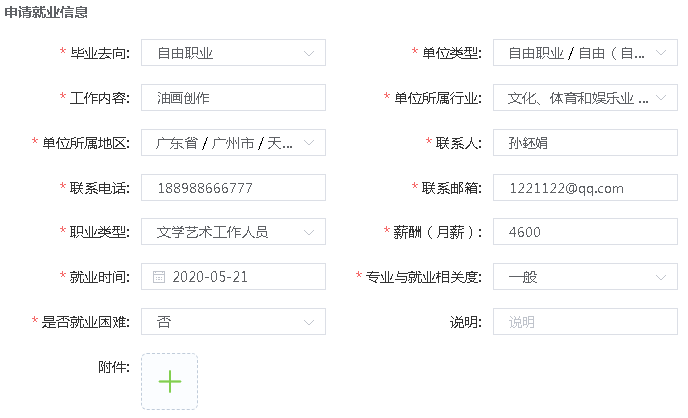 申请就业信息
* 毕业去向: 自由职业 * 单位类型: 自由职业 / 自由（自...
* 工作内容: 油画创作 * 单位所属行业: 文化、体育和娱乐业 ...
* 单位所属地区: 广东省 / 广州市 / 天... * 联系人: 孙钰娟
* 联系电话: 188988666777 * 联系邮箱: 1221122@qq.com
* 职业类型: 文学艺术工作人员 * 薪酬（月薪）: 4600
* 就业时间: 2020-05-21 * 专业与就业相关度: 一般
* 是否就业困难: 否 说明: 说明
附件: